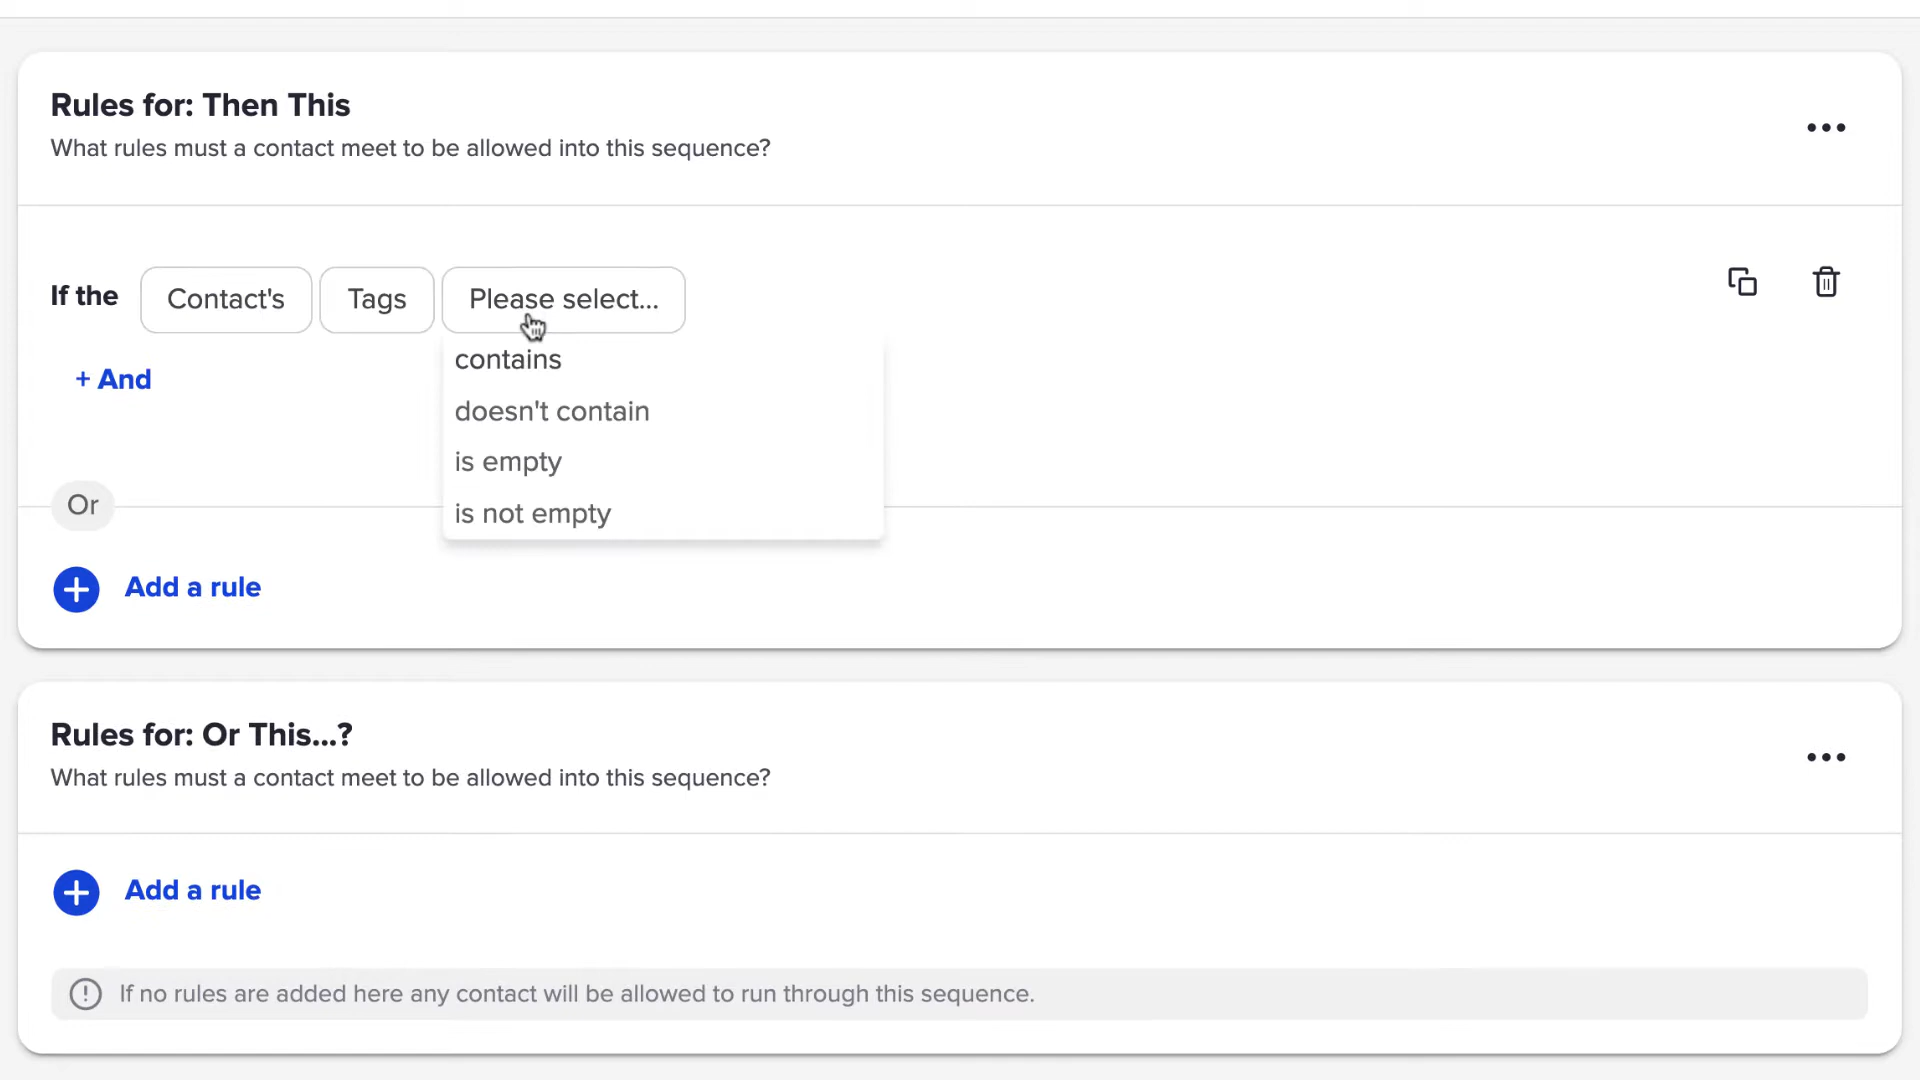 Rules for: Then This
What rules must a contact meet to be allowed into this sequence?
If the Contact's Tags Please select...
contains
+ And
doesn't contain
is empty
Or
is not empty
Add a rule
Rules for: Or This...?
What rules must a contact meet to be allowed into this sequence?
Add a rule
If no rules are added here any contact will be allowed to run through this sequence.